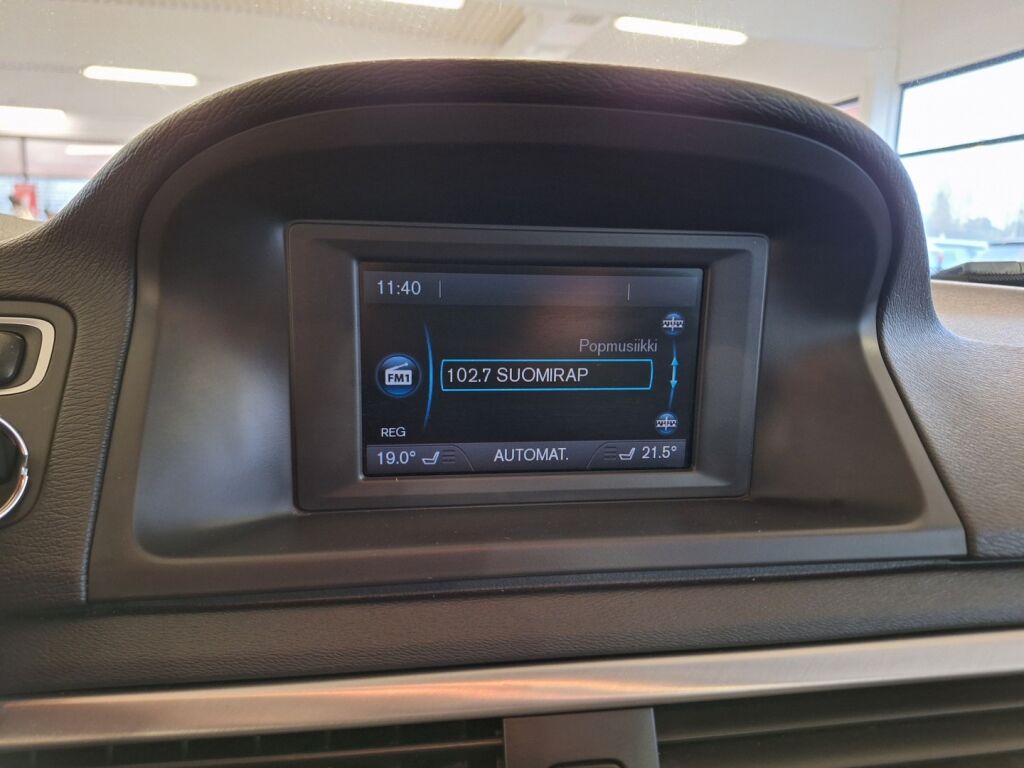 11:40
Popmusiikki
FM1
102.7 SUOMIRAP
REG
19.0° AUTOMAT. 21.5°